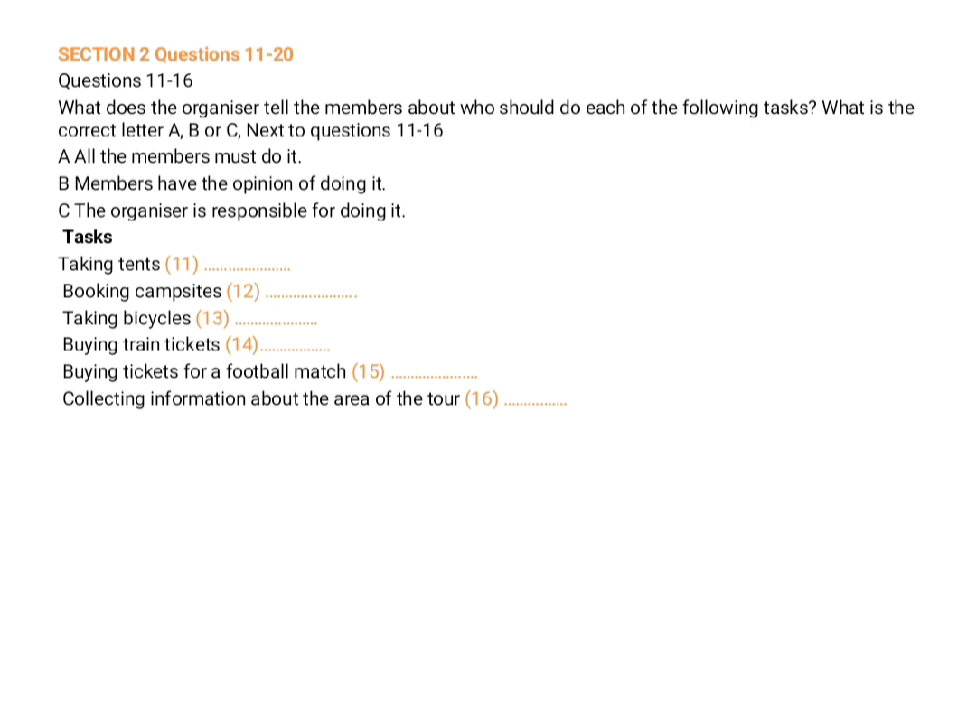 SECTION 2 Questions 11-20
Questions 11-16
What does the organiser tell the members about who should do each of the following tasks? What is the
correct letter A, B or C, Next to questions 11-16
A All the members must do it.
B Members have the opinion of doing it.
C The organiser is responsible for doing it.
Tasks
Taking tents (11) ......................
Booking campsites (12) .......................
Taking bicycles (13) .....................
Buying train tickets (14)..................
Buying tickets for a football match (15) ......................
Collecting information about the area of the tour (16) ................